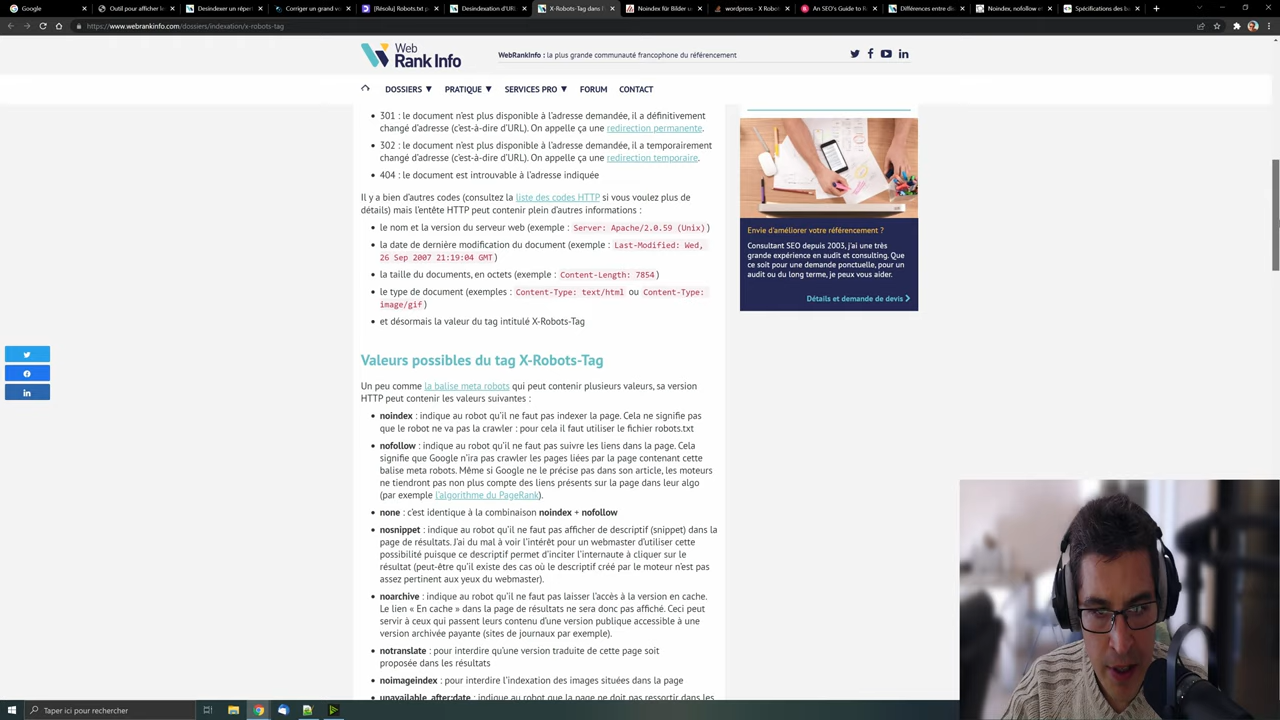 Google
Outil pour afficher l
Desindexer un répert
Corriger un grand vo
[Résolu] Robots.txt p
Desindexation d'URL
X-Robots-Tag dans l'
Noindex für Bilder un
wordpress - X Robot
An SEO's Guide to R
Différences entre dis
Noindex, nofollow et
Spécifications des ba
https://www.webrankinfo.com/dossiers/indexation/x-robots-tag
Web
Rank Info
WebRankInfo : la plus grande communauté francophone du référencement
DOSSIERS ▼
PRATIQUE ▼
SERVICES PRO ▼
FORUM
CONTACT
• 301 : le document n'est plus disponible à l'adresse demandée, il a définitivement
changé d'adresse (c'est-à-dire d'URL). On appelle ça une redirection permanente.
• 302 : le document n'est plus disponible à l'adresse demandée, il a temporairement
changé d'adresse (c'est-à-dire d'URL). On appelle ça une redirection temporaire.
• 404 : le document est introuvable à l'adresse indiquée
Il y a bien d'autres codes (consultez la liste des codes HTTP si vous voulez plus de
détails) mais l'entête HTTP peut contenir plein d'autres informations :
• le nom et la version du serveur web (exemple : Server: Apache/2.0.59 (Unix))
• la date de dernière modification du document (exemple : Last-Modified: Wed,
26 Sep 2007 21:19:04 GMT)
• la taille du documents, en octets (exemple : Content-Length: 7854)
• le type de document (exemples : Content-Type: text/html ou Content-Type:
image/gif)
• et désormais la valeur du tag intitulé X-Robots-Tag
Valeurs possibles du tag X-Robots-Tag
Un peu comme la balise meta robots qui peut contenir plusieurs valeurs, sa version
HTTP peut contenir les valeurs suivantes :
• noindex : indique au robot qu'il ne faut pas indexer la page. Cela ne signifie pas
que le robot ne va pas la crawler : pour cela il faut utiliser le fichier robots.txt
• nofollow : indique au robot qu'il ne faut pas suivre les liens dans la page. Cela
signifie que Google n'ira pas crawler les pages liées par la page contenant cette
balise meta robots. Même si Google ne le précise pas dans son article, les moteurs
ne tiendront pas non plus compte des liens présents sur la page dans leur algo
(par exemple l'algorithme du PageRank).
• none : c'est identique à la combinaison noindex + nofollow
• nosnippet : indique au robot qu'il ne faut pas afficher de descriptif (snippet) dans la
page de résultats. J'ai du mal à voir l'intérêt pour un webmaster d'utiliser cette
possibilité puisque ce descriptif permet d'inciter l'internaute à cliquer sur le
résultat (peut-être qu'il existe des cas où le descriptif créé par le moteur n'est pas
assez pertinent aux yeux du webmaster).
• noarchive : indique au robot qu'il ne faut pas laisser l'accès à la version en cache.
Le lien « En cache » dans la page de résultats ne sera donc pas affiché. Ceci peut
servir à ceux qui passent leurs contenu d'une version publique accessible à une
version archivée payante (sites de journaux par exemple).
• notranslate : pour interdire qu'une version traduite de cette page soit
proposée dans les résultats
• noimageindex : pour interdire l'indexation des images situées dans la page
• unavailable_after:date : indique au robot que la page ne doit pas ressortir dans les
Envie d'améliorer votre référencement ?
Consultant SEO depuis 2003, j'ai une très
grande expérience en audit et consulting. Que
ce soit pour une demande ponctuelle, pour un
audit ou du long terme, je peux vous aider.
Détails et demande de devis
Taper ici pour rechercher